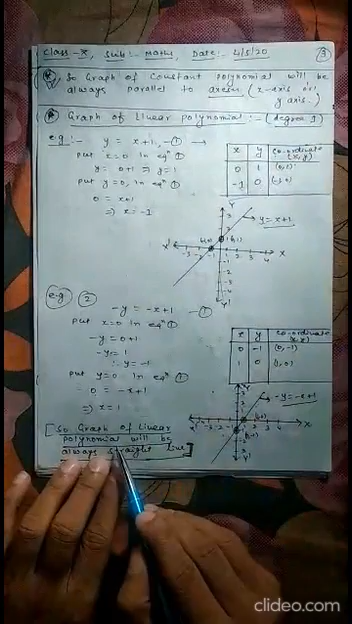 Class-X, Sub:- Maths, Date:- 4/5/20 3
So Graph of Constant Polynomial will be
always parallel to axes (x-axis or
y axis.)
Graph of Linear Polynomial:- (degree 1)
e.g:- y = x+1, -①
put x=0 in eqⁿ ①
y = 0+1 ⇒ y=1
put y=0, in eqⁿ ①
0 = x+1
⇒ x=-1
x y co-ordinate (x,y)
0 1 (0,1)
-1 0 (-1,0)
y=x+1
X' X
Y'
e.g ② -y = -x+1 -①
put x=0 in eqⁿ ①
-y = 0+1
-y=1
∴ -y=-1
put y=0 in eqⁿ ①
0 = -x+1
⇒ x=1
x y co-ordinate (x,y)
0 -1 (0,-1)
1 0 (1,0)
-y=-x+1
X
Y'
[So Graph of Linear
polynomial will be
always straight line]
clideo.com